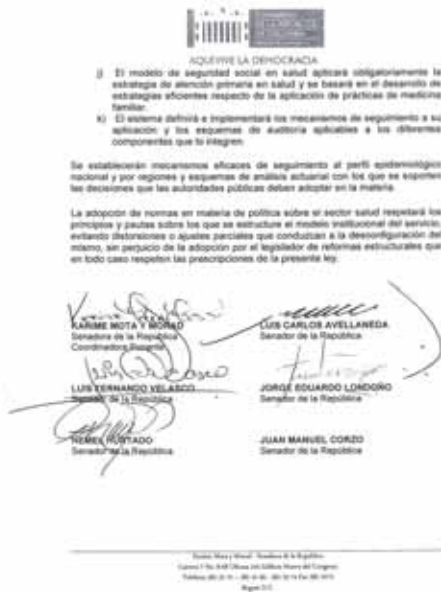 AQUÍ VIVE LA DEMOCRACIA
j) El modelo de seguridad social en salud aplicará obligatoriamente la
estrategia de atención primaria en salud y se basará en el desarrollo de
estrategias eficientes respecto de la aplicación de prácticas de medicina
familiar.
k) El sistema definirá e implementará los mecanismos de seguimiento a su
aplicación y los esquemas de auditoría aplicables a los diferentes
componentes que lo integren.
Se establecerán mecanismos eficaces de seguimiento al perfil epidemiológico
nacional y por regiones y esquemas de análisis actuarial con los que se soporten
las decisiones que las autoridades públicas deban adoptar en la materia.
La adopción de normas en materia de política sobre el sector salud respetará los
principios y pautas sobre los que se estructure el modelo institucional del servicio,
evitando distorsiones o ajustes parciales que conduzcan a la desconfiguración del
mismo, sin perjuicio de la adopción por el legislador de reformas estructurales que
en todo caso respeten las prescripciones de la presente ley.
KARIME MOTA Y MORAD
Senadora de la República
Coordinadora Ponente
LUIS CARLOS AVELLANEDA
Senador de la República
LUIS FERNANDO VELASCO
Senador de la República
JORGE EDUARDO LONDOÑO
Senador de la República
HEMEL HURTADO
Senador de la República
JUAN MANUEL CORZO
Senador de la República